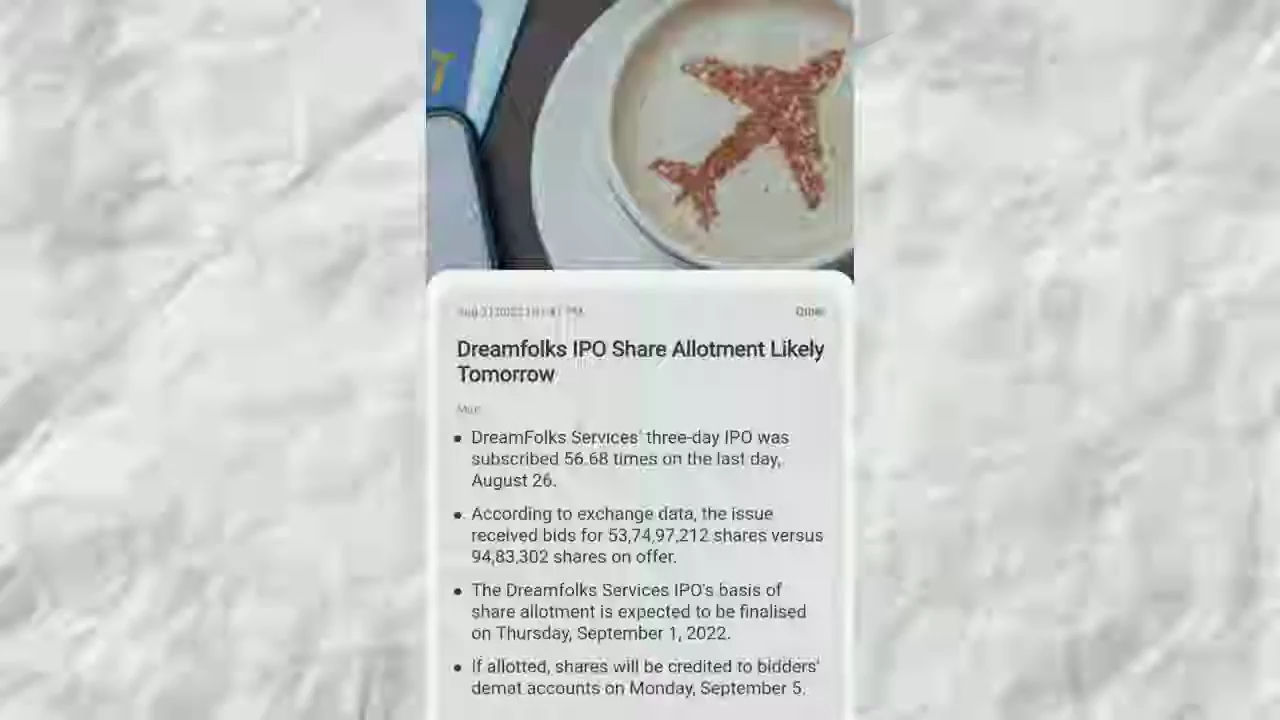 T
Dreamfolks IPO Share Allotment Likely
Tomorrow
• DreamFolks Services' three-day IPO was
subscribed 56.68 times on the last day,
August 26.
• According to exchange data, the issue
received bids for 53,74,97,212 shares versus
94,83,302 shares on offer.
• The Dreamfolks Services IPO's basis of
share allotment is expected to be finalised
on Thursday, September 1, 2022.
• If allotted, shares will be credited to bidders'
demat accounts on Monday, September 5.